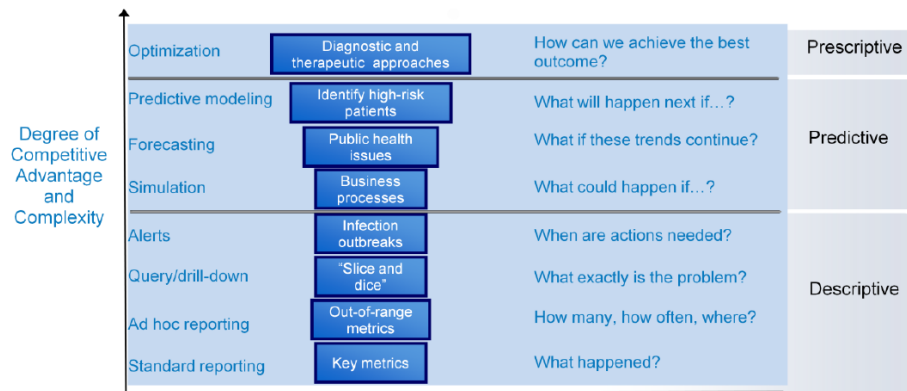 Degree of
Competitive
Advantage
and
Complexity
Optimization
Diagnostic and
therapeutic approaches
How can we achieve the best
outcome?
Prescriptive
Predictive modeling
Identify high-risk
patients
What will happen next if…?
Forecasting
Public health
issues
What if these trends continue?
Predictive
Simulation
Business
processes
What could happen if…?
Alerts
Infection
outbreaks
When are actions needed?
Query/drill-down
“Slice and
dice”
What exactly is the problem?
Descriptive
Ad hoc reporting
Out-of-range
metrics
How many, how often, where?
Standard reporting
Key metrics
What happened?